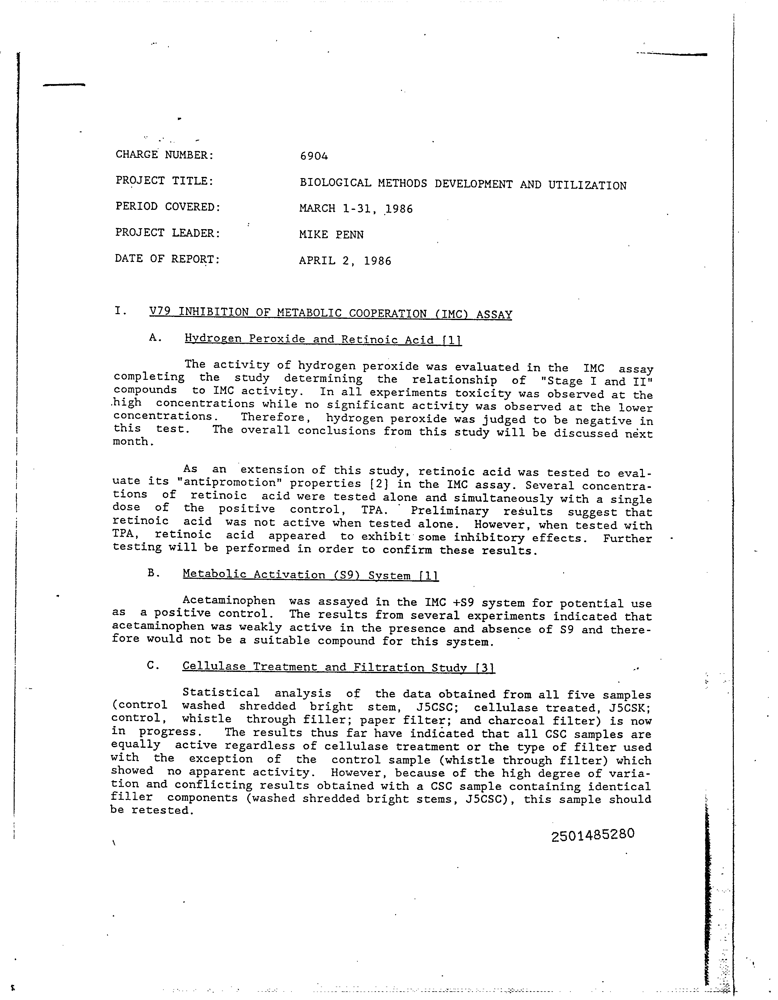 CHARGE NUMBER: 6904
PROJECT TITLE: BIOLOGICAL METHODS DEVELOPMENT AND UTILIZATION
PERIOD COVERED: MARCH 1-31, 1986
PROJECT LEADER: MIKE PENN
DATE OF REPORT: APRIL 2, 1986
I. V79 INHIBITION OF METABOLIC COOPERATION (IMC) ASSAY
A. Hydrogen Peroxide and Retinoic Acid [1]
The activity of hydrogen peroxide was evaluated in the IMC assay
completing the study determining the relationship of "Stage I and II"
compounds to IMC activity. In all experiments toxicity was observed at the
high concentrations while no significant activity was observed at the lower
concentrations. Therefore, hydrogen peroxide was judged to be negative in
this test. The overall conclusions from this study will be discussed next
month.
As an extension of this study, retinoic acid was tested to eval-
uate its "antipromotion" properties [2] in the IMC assay. Several concentra-
tions of retinoic acid were tested alone and simultaneously with a single
dose of the positive control, TPA. Preliminary results suggest that
retinoic acid was not active when tested alone. However, when tested with
TPA, retinoic acid appeared to exhibit some inhibitory effects. Further
testing will be performed in order to confirm these results.
B. Metabolic Activation (S9) System [1]
Acetaminophen was assayed in the IMC +S9 system for potential use
as a positive control. The results from several experiments indicated that
acetaminophen was weakly active in the presence and absence of S9 and there-
fore would not be a suitable compound for this system.
C. Cellulase Treatment and Filtration Study [3]
Statistical analysis of the data obtained from all five samples
(control washed shredded bright stem, J5CSC; cellulase treated, J5CSK;
control, whistle through filler; paper filter; and charcoal filter) is now
in progress. The results thus far have indicated that all CSC samples are
equally active regardless of cellulase treatment or the type of filter used
with the exception of the control sample (whistle through filter) which
showed no apparent activity. However, because of the high degree of varia-
tion and conflicting results obtained with a CSC sample containing identical
filler components (washed shredded bright stems, J5CSC), this sample should
be retested.
2501485280